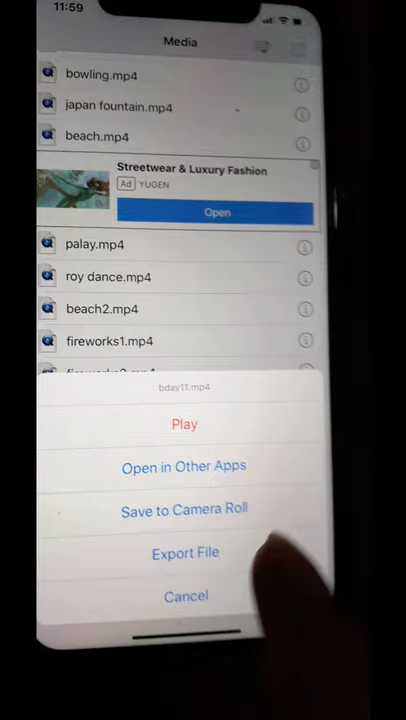 11:59
Media
bowling.mp4
japan fountain.mp4
beach.mp4
Streetwear & Luxury Fashion
Ad YUGEN
Open
palay.mp4
roy dance.mp4
beach2.mp4
fireworks1.mp4
bday11.mp4
Play
Open in Other Apps
Save to Camera Roll
Export File
Cancel